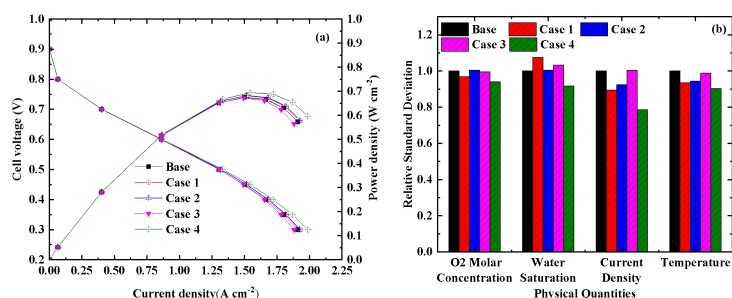 (a)
1.0
0.9
0.8
0.7
0.6
0.5
0.4
0.3
0.2
Cell voltage (V)
1.0
0.9
0.8
0.7
0.6
0.5
0.4
0.3
0.2
0.1
0.0
Power density (W cm-2)
Base
Case 1
Case 2
Case 3
Case 4
0.00 0.25 0.50 0.75 1.00 1.25 1.50 1.75 2.00 2.25
Current density(A cm-2)
(b)
Base Case 1 Case 2
Case 3 Case 4
1.2
1.0
0.8
0.6
0.4
0.2
0.0
Relative Standard Deviation
O2 Molar Water Current Temperature
Concentration Saturation Density
Physical Quantities